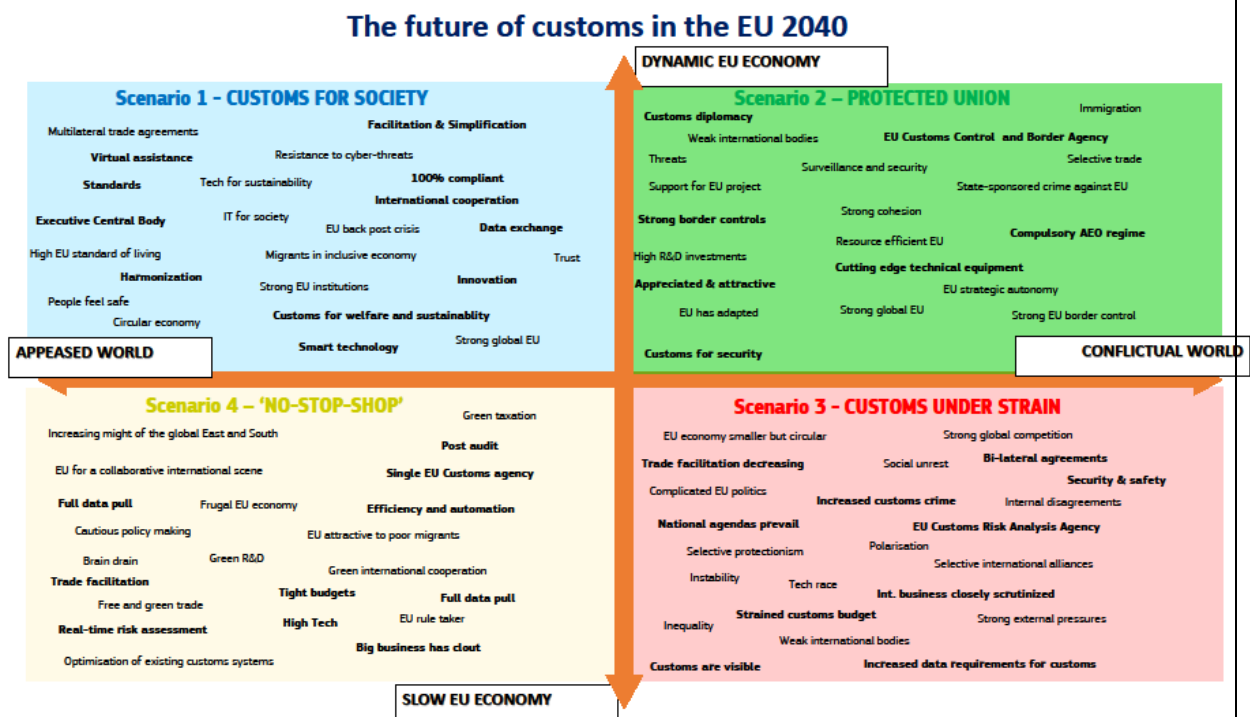 The future of customs in the EU 2040
DYNAMIC EU ECONOMY
Scenario 1 - CUSTOMS FOR SOCIETY
Multilateral trade agreements
Facilitation & Simplification
Virtual assistance
Resistance to cyber-threats
Standards
Tech for sustainability
100% compliant
International cooperation
Executive Central Body
IT for society
EU back post crisis
Data exchange
High EU standard of living
Migrants in inclusive economy
Trust
Harmonization
Strong EU institutions
Innovation
People feel safe
Circular economy
Customs for welfare and sustainablity
Smart technology
Strong global EU
APPEASED WORLD
Scenario 2 – PROTECTED UNION
Customs diplomacy
Immigration
Weak international bodies
EU Customs Control and Border Agency
Threats
Surveillance and security
Selective trade
Support for EU project
State-sponsored crime against EU
Strong border controls
Strong cohesion
Resource efficient EU
Compulsory AEO regime
High R&D investments
Cutting edge technical equipment
Appreciated & attractive
EU strategic autonomy
EU has adapted
Strong global EU
Strong EU border control
Customs for security
CONFLICTUAL WORLD
Scenario 4 – ‘NO-STOP-SHOP’
Green taxation
Increasing might of the global East and South
Post audit
EU for a collaborative international scene
Single EU Customs agency
Full data pull
Frugal EU economy
Efficiency and automation
Cautious policy making
EU attractive to poor migrants
Brain drain
Green R&D
Green international cooperation
Trade facilitation
Tight budgets
Full data pull
Free and green trade
High Tech
EU rule taker
Real-time risk assessment
Big business has clout
Optimisation of existing customs systems
Scenario 3 - CUSTOMS UNDER STRAIN
EU economy smaller but circular
Strong global competition
Trade facilitation decreasing
Social unrest
Bi-lateral agreements
Security & safety
Complicated EU politics
Increased customs crime
Internal disagreements
National agendas prevail
EU Customs Risk Analysis Agency
Selective protectionism
Polarisation
Selective international alliances
Instability
Tech race
Int. business closely scrutinized
Strained customs budget
Inequality
Strong external pressures
Weak international bodies
Customs are visible
Increased data requirements for customs
SLOW EU ECONOMY